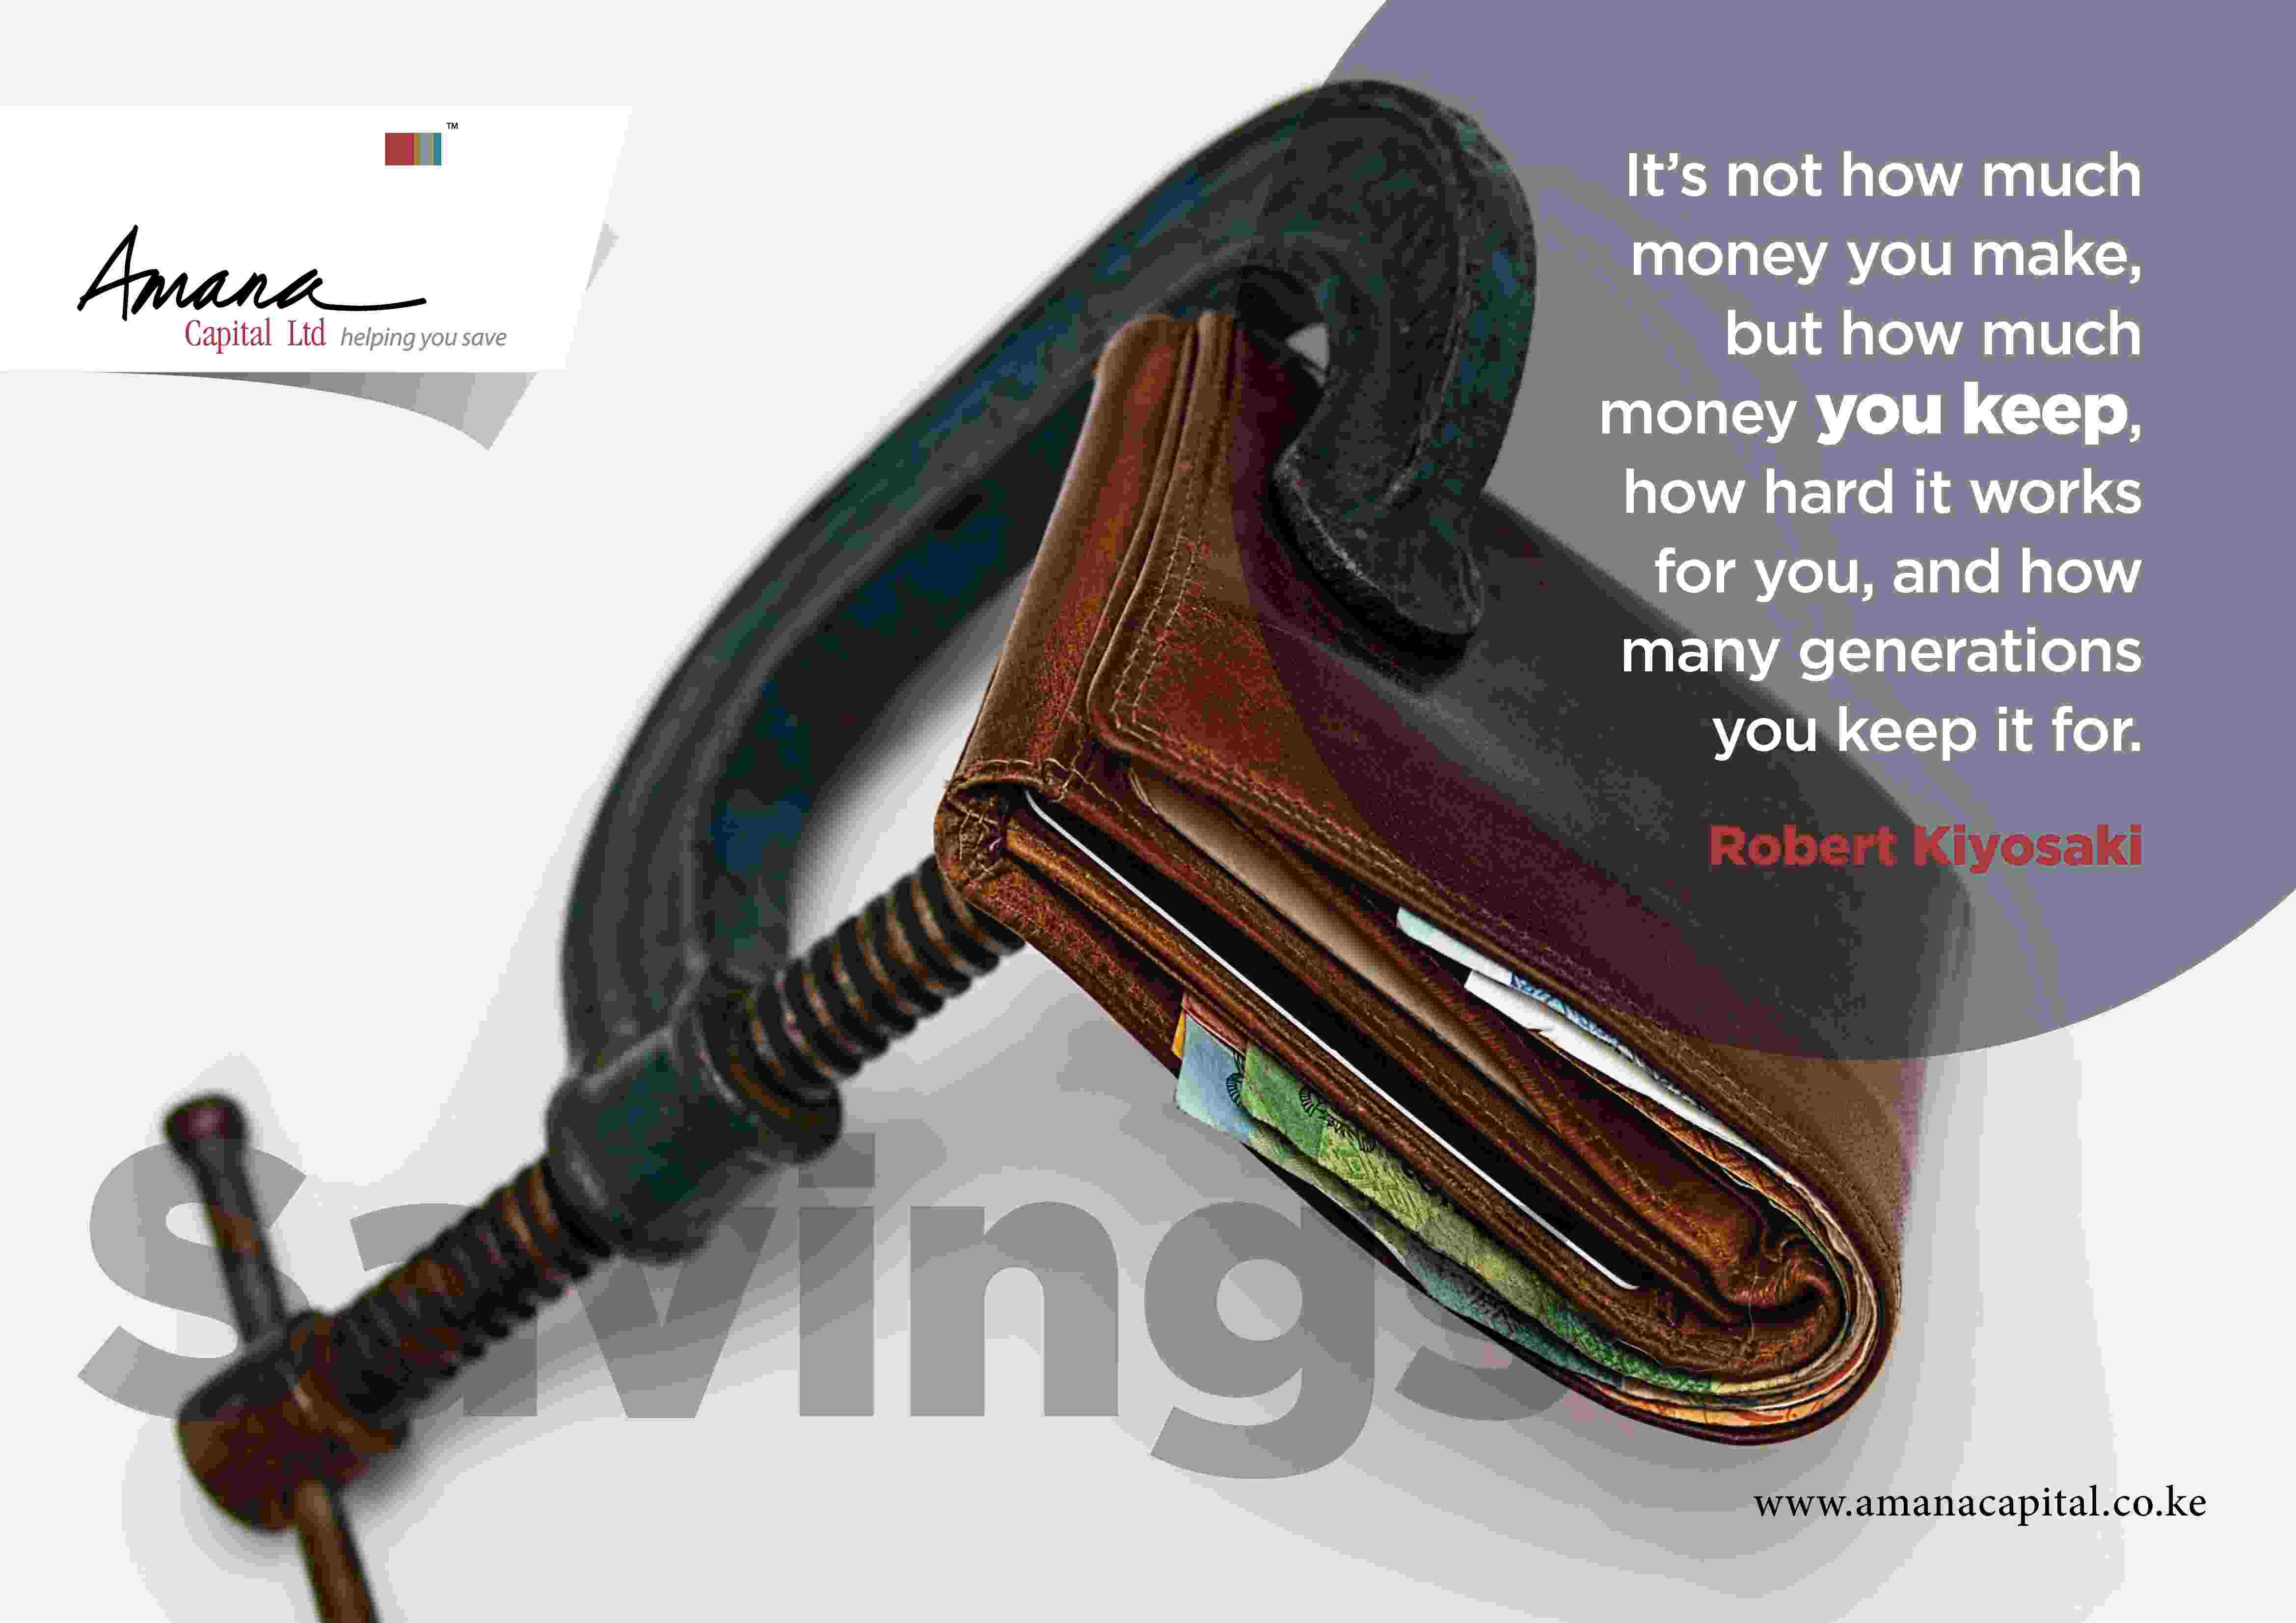 TM
Amana
Capital Ltd helping you save
It's not how much
money you make,
but how much
money you keep,
how hard it works
for you, and how
many generations
you keep it for.
Robert Kiyosaki
Savings
www.amanacapital.co.ke